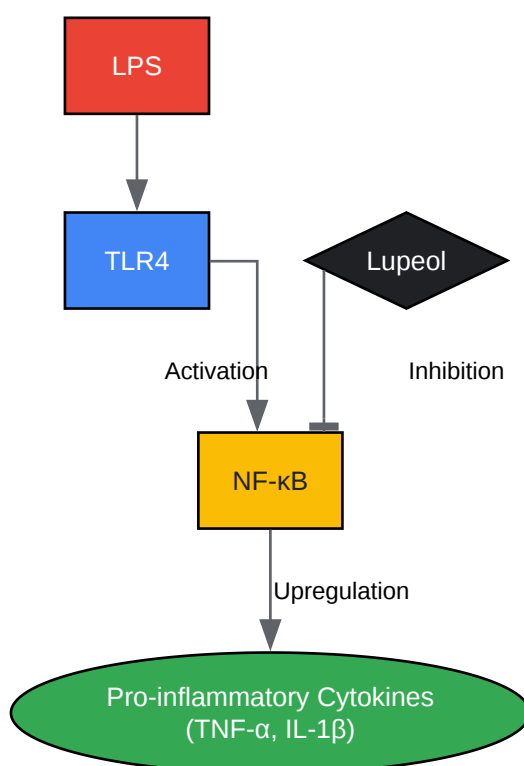 LPS
TLR4
Lupeol
Activation
Inhibition
NF-κB
Upregulation
Pro-inflammatory Cytokines
(TNF-α, IL-1β)